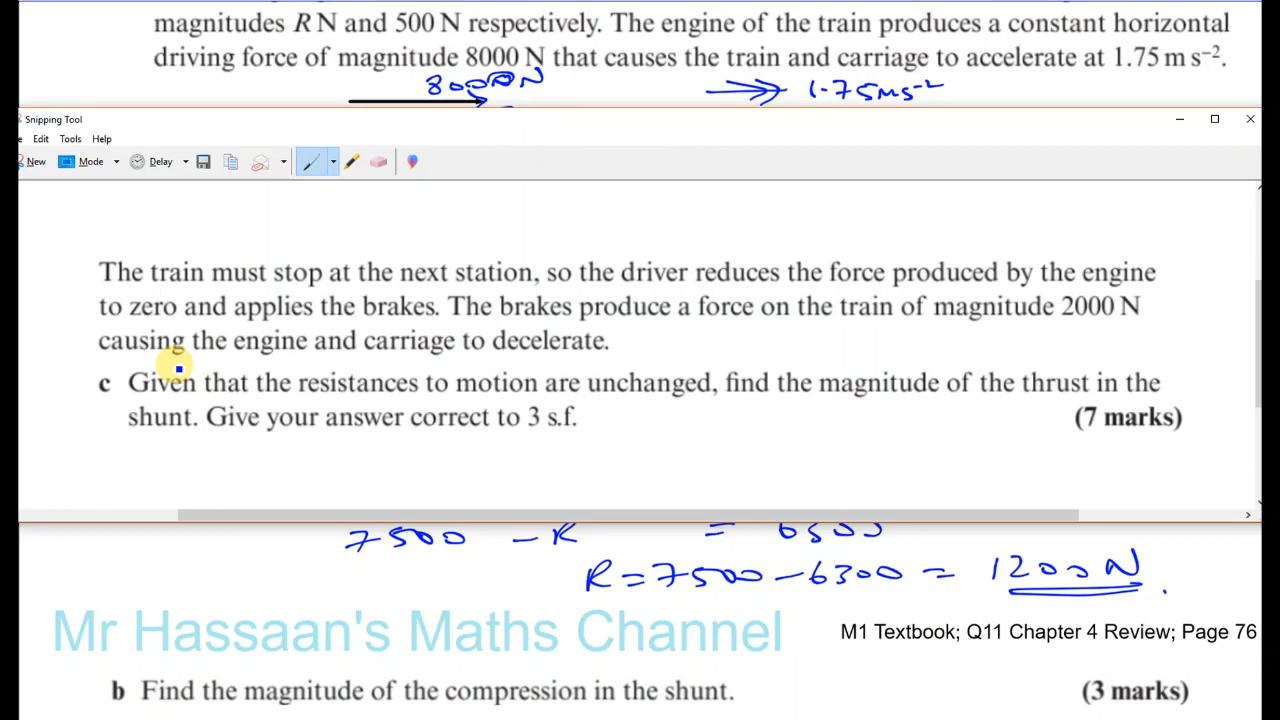 magnitudes R N and 500 N respectively. The engine of the train produces a constant horizontal
driving force of magnitude 8000 N that causes the train and carriage to accelerate at 1.75 m s⁻².
8000 N 1.75ms⁻²
Snipping Tool
e Edit Tools Help
New Mode Delay
The train must stop at the next station, so the driver reduces the force produced by the engine
to zero and applies the brakes. The brakes produce a force on the train of magnitude 2000 N
causing the engine and carriage to decelerate.
c Given that the resistances to motion are unchanged, find the magnitude of the thrust in the
shunt. Give your answer correct to 3 s.f. (7 marks)
7500 - R =
R = 7500 - 6300 = 1200 N.
Mr Hassaan's Maths Channel
M1 Textbook; Q11 Chapter 4 Review; Page 76
b Find the magnitude of the compression in the shunt. (3 marks)